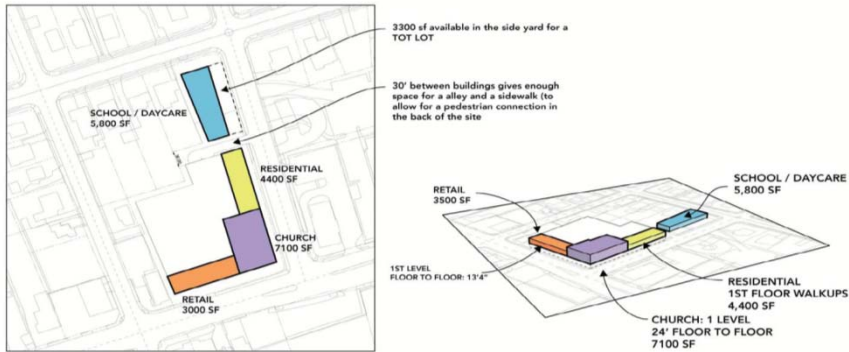 3300 sf available in the side yard for a
TOT LOT
30' between buildings gives enough
space for a alley and a sidewalk (to
allow for a pedestrian connection in
the back of the site
SCHOOL / DAYCARE
5,800 SF
RESIDENTIAL
4400 SF
CHURCH
7100 SF
RETAIL
3000 SF
RETAIL
3500 SF
SCHOOL / DAYCARE
5,800 SF
1ST LEVEL
FLOOR TO FLOOR: 13'4"
RESIDENTIAL
1ST FLOOR WALKUPS
4,400 SF
CHURCH: 1 LEVEL
24' FLOOR TO FLOOR
7100 SF